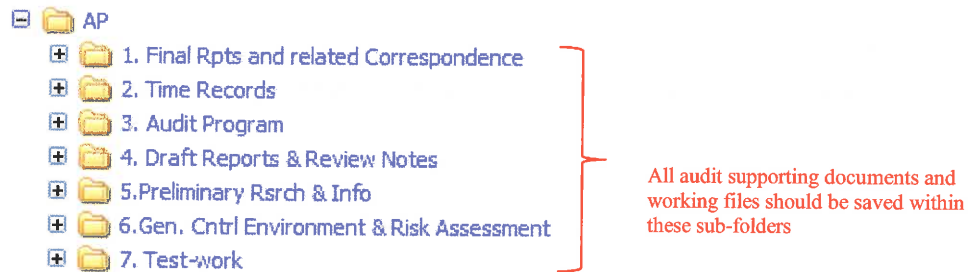 AP
1. Final Rpts and related Correspondence
2. Time Records
3. Audit Program
4. Draft Reports & Review Notes
5.Preliminary Rsrch & Info
6.Gen. Cntrl Environment & Risk Assessment
7. Test-work
All audit supporting documents and
working files should be saved within
these sub-folders